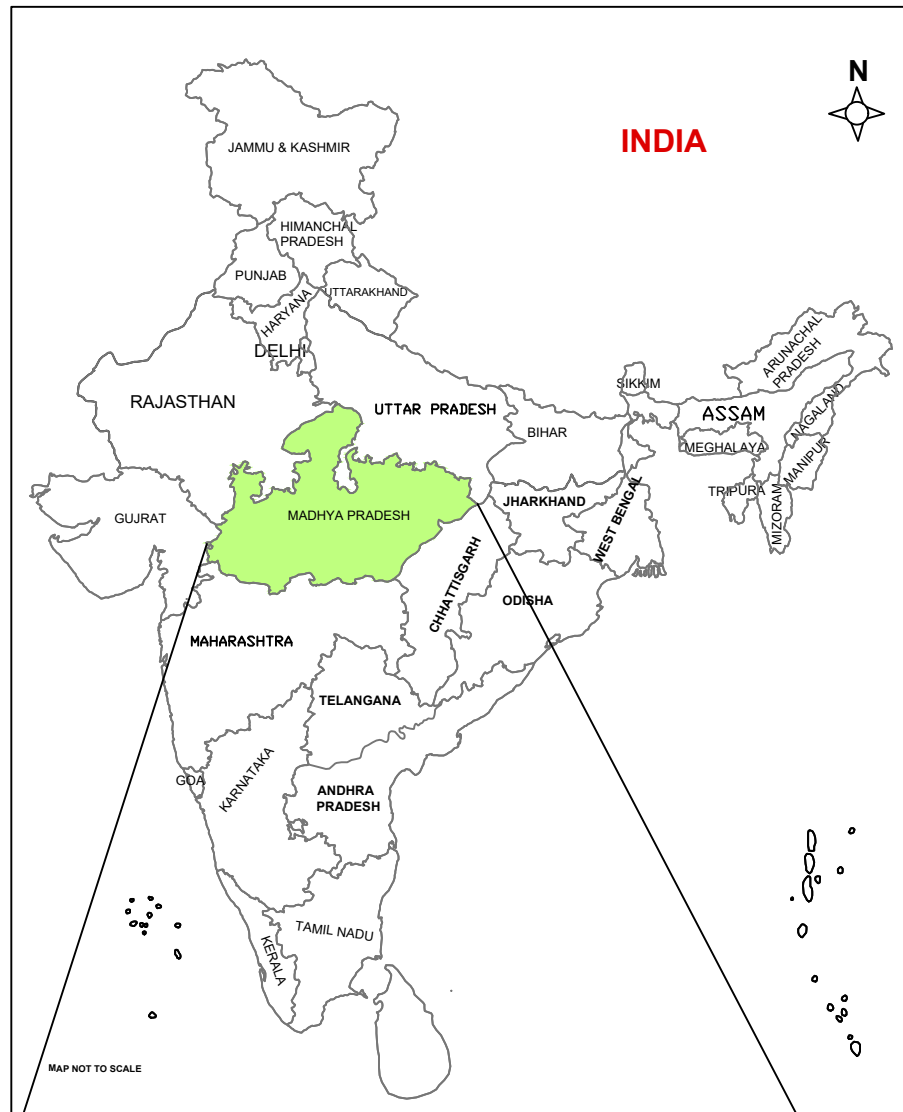 N
INDIA
JAMMU & KASHMIR
HIMANCHAL
PRADESH
PUNJAB
UTTARAKHAND
HARYANA
DELHI
ARUNACHAL
PRADESH
SIKKIM
RAJASTHAN
UTTAR PRADESH
ASSAM
NAGALAND
BIHAR
MEGHALAYA
MANIPUR
TRIPURA
MIZORAM
JHARKHAND
WEST BENGAL
GUJRAT
MADHYA PRADESH
CHHATTISGARH
ODISHA
MAHARASHTRA
TELANGANA
GOA
KARNATAKA
ANDHRA
PRADESH
TAMIL NADU
KERALA
MAP NOT TO SCALE